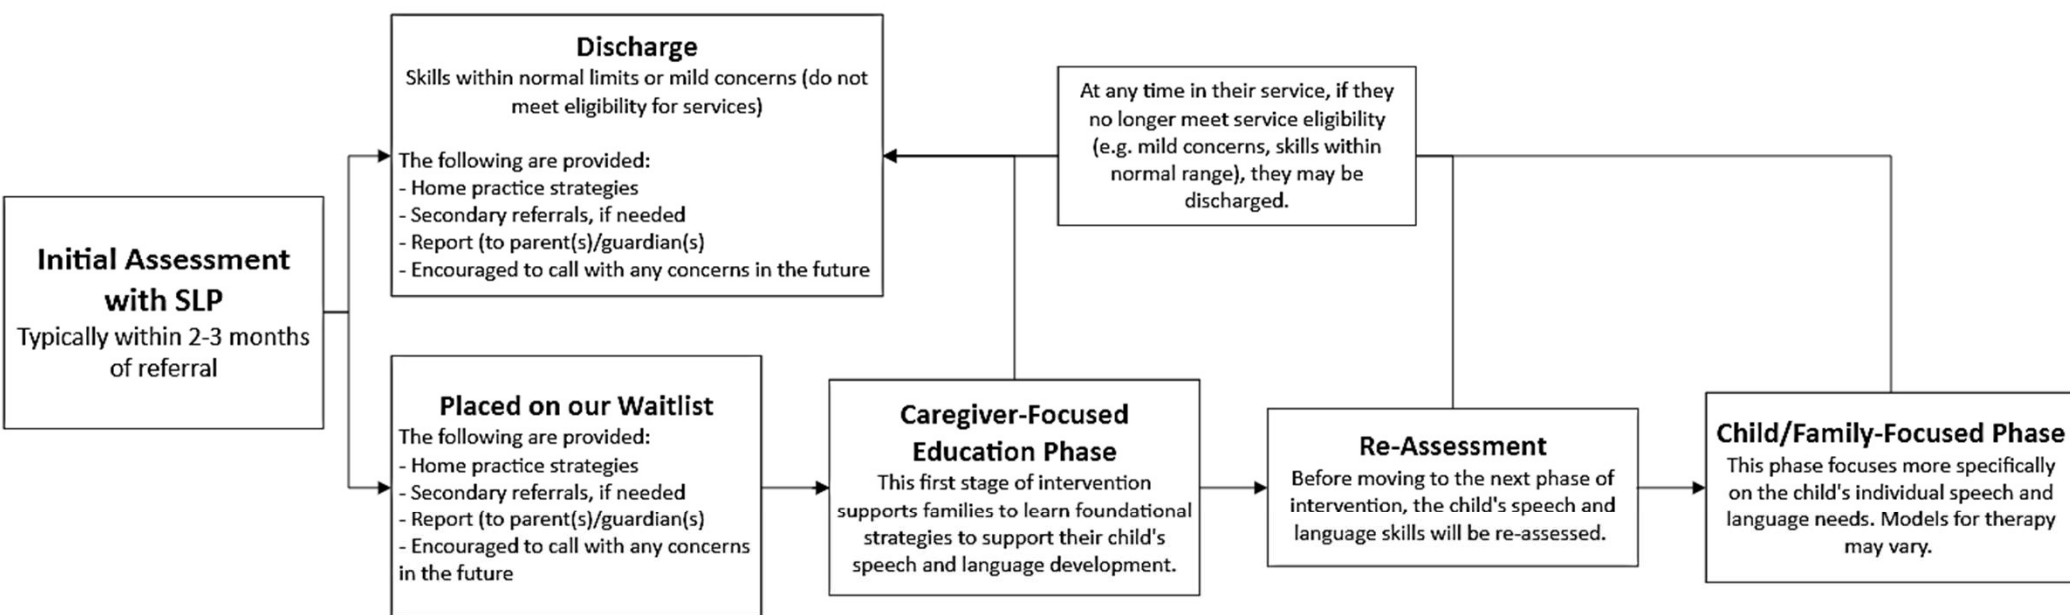 Initial Assessment
with SLP
Typically within 2-3 months
of referral
Discharge
Skills within normal limits or mild concerns (do not
meet eligibility for services)
The following are provided:
- Home practice strategies
- Secondary referrals, if needed
- Report (to parent(s)/guardian(s)
- Encouraged to call with any concerns in the future
At any time in their service, if they
no longer meet service eligibility
(e.g. mild concerns, skills within
normal range), they may be
discharged.
Placed on our Waitlist
The following are provided:
- Home practice strategies
- Secondary referrals, if needed
- Report (to parent(s)/guardian(s)
- Encouraged to call with any concerns
in the future
Caregiver-Focused
Education Phase
This first stage of intervention
supports families to learn foundational
strategies to support their child's
speech and language development.
Re-Assessment
Before moving to the next phase of
intervention, the child's speech and
language skills will be re-assessed.
Child/Family-Focused Phase
This phase focuses more specifically
on the child's individual speech and
language needs. Models for therapy
may vary.